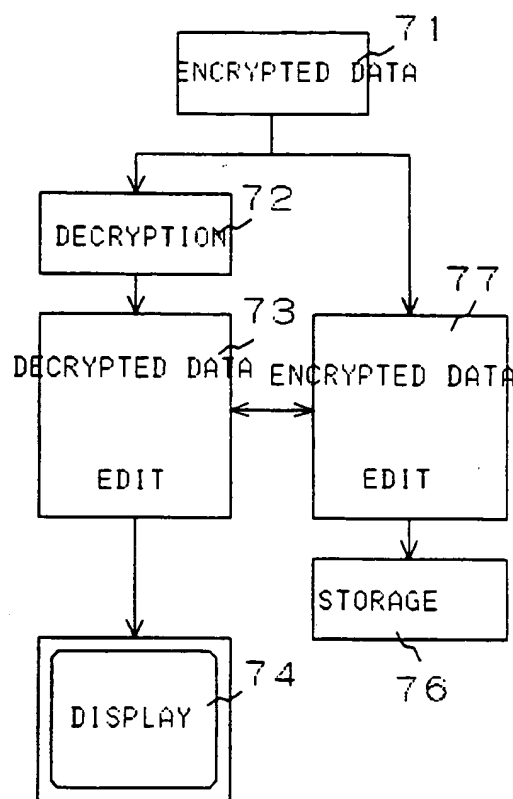 71
ENCRYPTED DATA
72
DECRYPTION
77
73
DECRYPTED DATA
ENCRYPTED DATA
EDIT
EDIT
STORAGE
76
74
DISPLAY